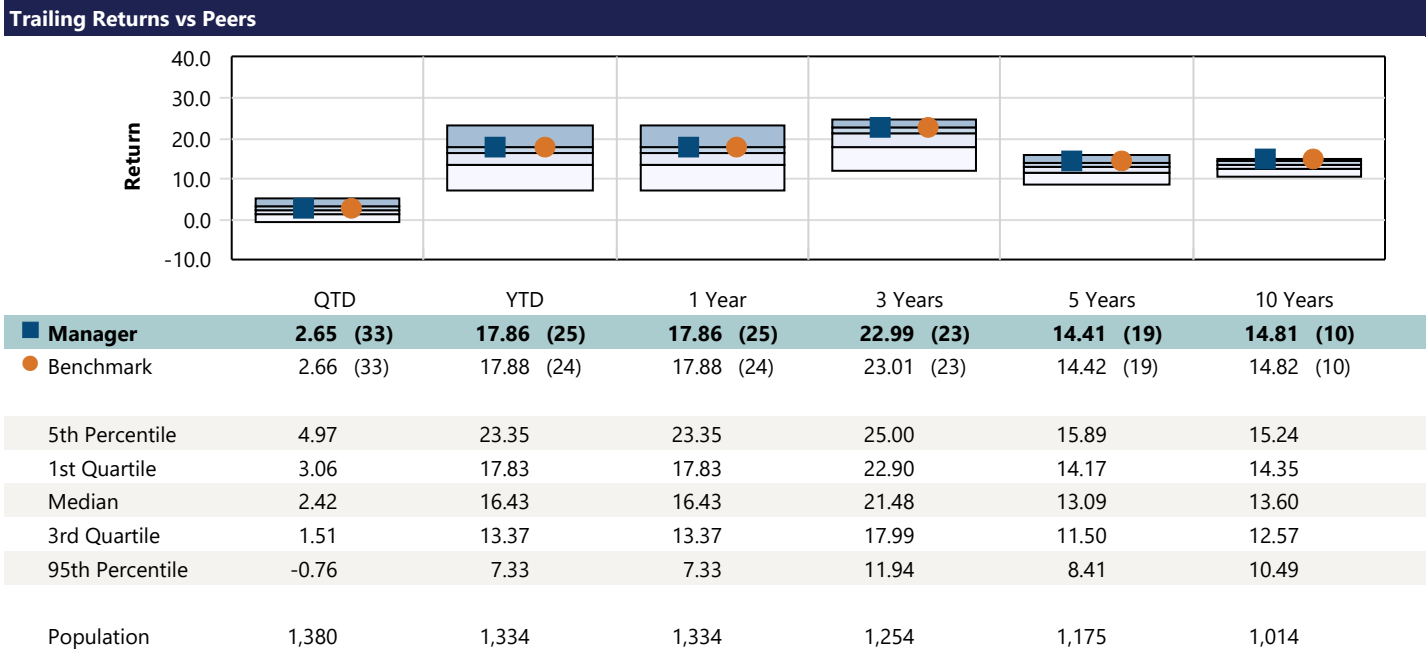 Trailing Returns vs Peers
40.0
30.0
20.0
10.0
0.0
-10.0
Return
QTD YTD 1 Year 3 Years 5 Years 10 Years
Manager 2.65 (33) 17.86 (25) 17.86 (25) 22.99 (23) 14.41 (19) 14.81 (10)
Benchmark 2.66 (33) 17.88 (24) 17.88 (24) 23.01 (23) 14.42 (19) 14.82 (10)
5th Percentile 4.97 23.35 23.35 25.00 15.89 15.24
1st Quartile 3.06 17.83 17.83 22.90 14.17 14.35
Median 2.42 16.43 16.43 21.48 13.09 13.60
3rd Quartile 1.51 13.37 13.37 17.99 11.50 12.57
95th Percentile -0.76 7.33 7.33 11.94 8.41 10.49
Population 1,380 1,334 1,334 1,254 1,175 1,014